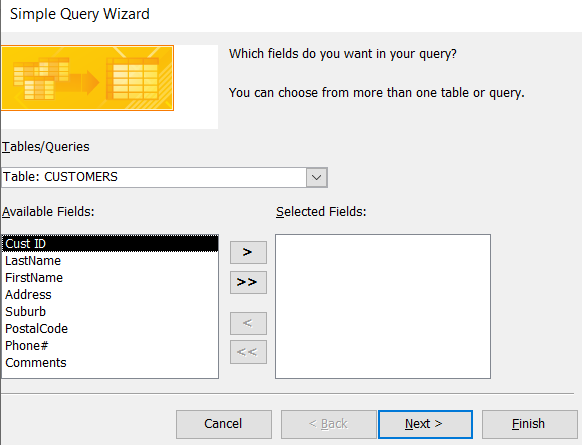 Simple Query Wizard
Which fields do you want in your query?
You can choose from more than one table or query.
Tables/Queries
Table: CUSTOMERS
Available Fields:
Selected Fields:
Cust ID
LastName
FirstName
Address
Suburb
PostalCode
Phone#
Comments
>
>>
<
<<
Cancel
< Back
Next >
Finish